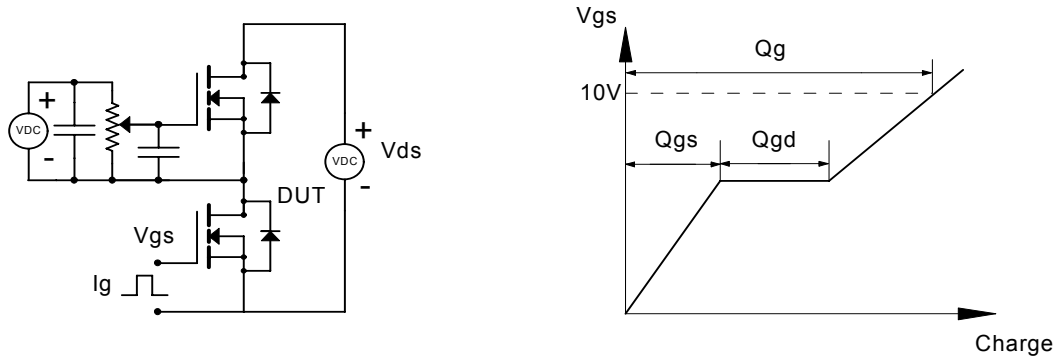 +
VDC
-
+
VDC
-
Vds
DUT
Vgs
Ig
Vgs
Qg
10V
Qgs
Qgd
Charge